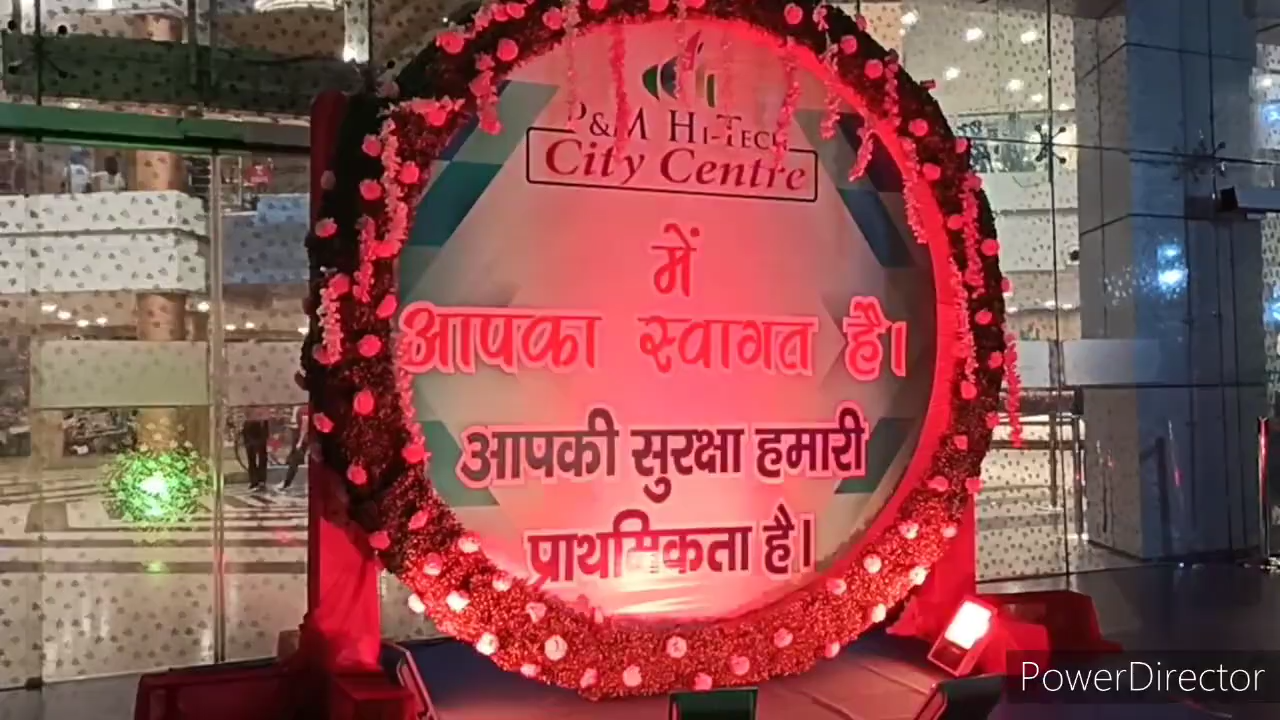 P&M HI-TECH
City Centre
में
आपका स्वागत है।
आपकी सुरक्षा हमारी
प्राथमिकता है।
PowerDirector